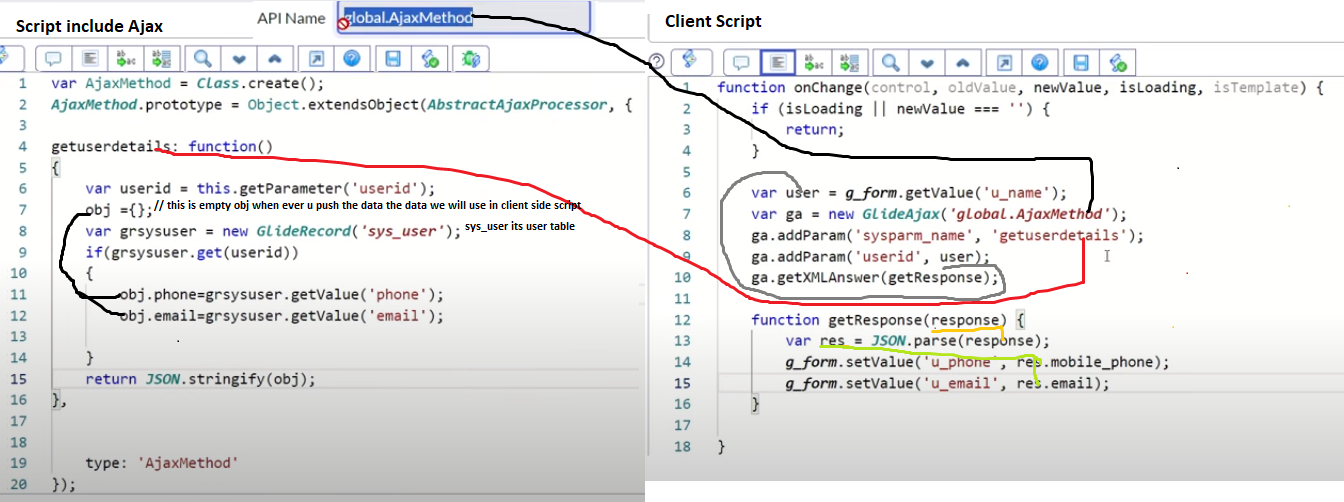 Script include Ajax
API Name
global.AjaxMethod
1 var AjaxMethod = Class.create();
2 AjaxMethod.prototype = Object.extendsObject(AbstractAjaxProcessor, {
3
4 getuserdetails: function()
5 {
6 var userid = this.getParameter('userid');
7 obj ={};// this is empty obj when ever u push the data the data we will use in client side script
8 var grsysuser = new GlideRecord('sys_user'); sys_user its user table
9 if(grsysuser.get(userid))
10 {
11 obj.phone=grsysuser.getValue('phone');
12 obj.email=grsysuser.getValue('email');
13
14 }
15 return JSON.stringify(obj);
16 },
17
18
19 type: 'AjaxMethod'
20 });
Client Script
1 function onChange(control, oldValue, newValue, isLoading, isTemplate) {
2 if (isLoading || newValue === '') {
3 return;
4 }
5
6 var user = g_form.getValue('u_name');
7 var ga = new GlideAjax('global.AjaxMethod');
8 ga.addParam('sysparm_name', 'getuserdetails');
9 ga.addParam('userid', user);
10 ga.getXMLAnswer(getResponse);
11
12 function getResponse(response) {
13 var res = JSON.parse(response);
14 g_form.setValue('u_phone', res.mobile_phone);
15 g_form.setValue('u_email', res.email);
16 }
17
18 }